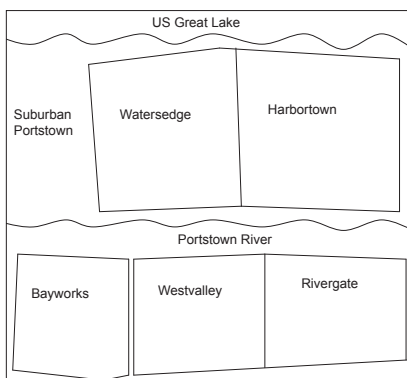 US Great Lake
Suburban
Portstown
Watersedge
Harbortown
Portstown River
Bayworks
Westvalley
Rivergate